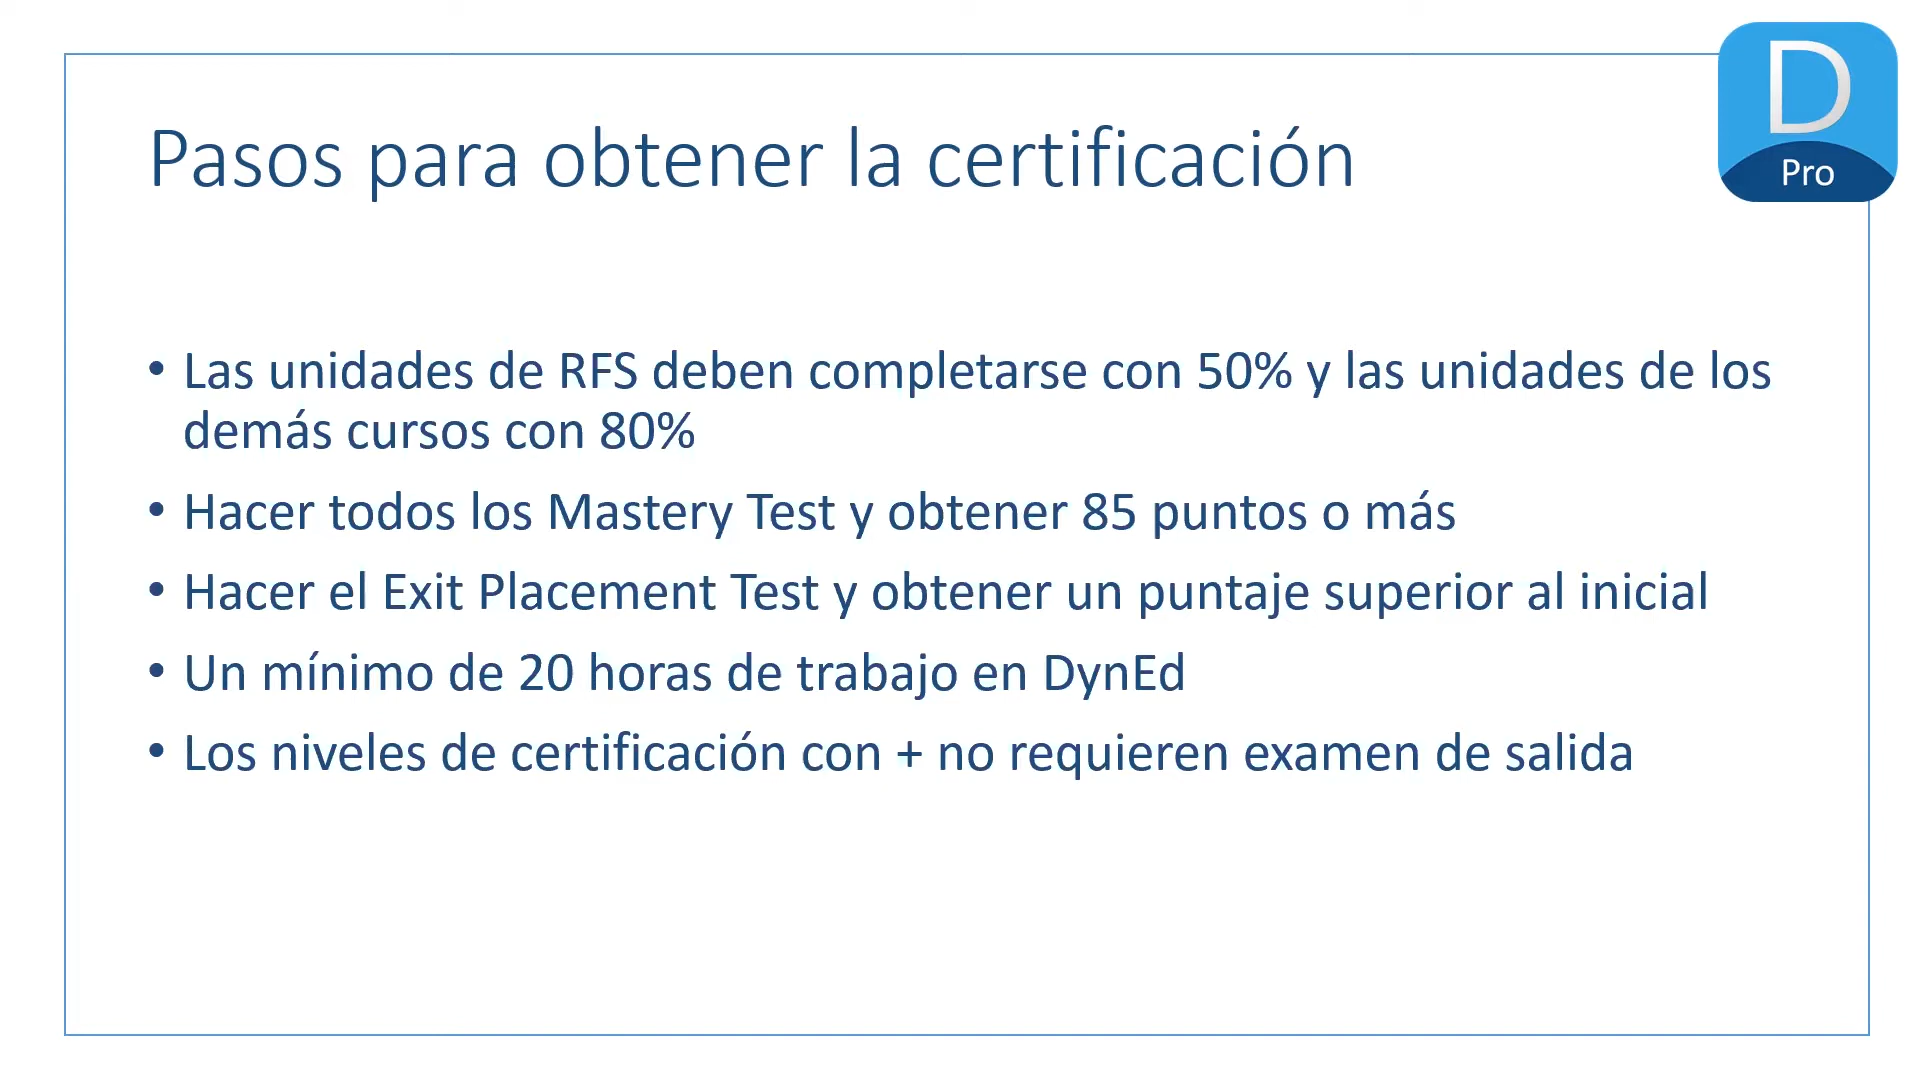 D
Pro
Pasos para obtener la certificación
• Las unidades de RFS deben completarse con 50% y las unidades de los
demás cursos con 80%
• Hacer todos los Mastery Test y obtener 85 puntos o más
• Hacer el Exit Placement Test y obtener un puntaje superior al inicial
• Un mínimo de 20 horas de trabajo en DynEd
• Los niveles de certificación con + no requieren examen de salida